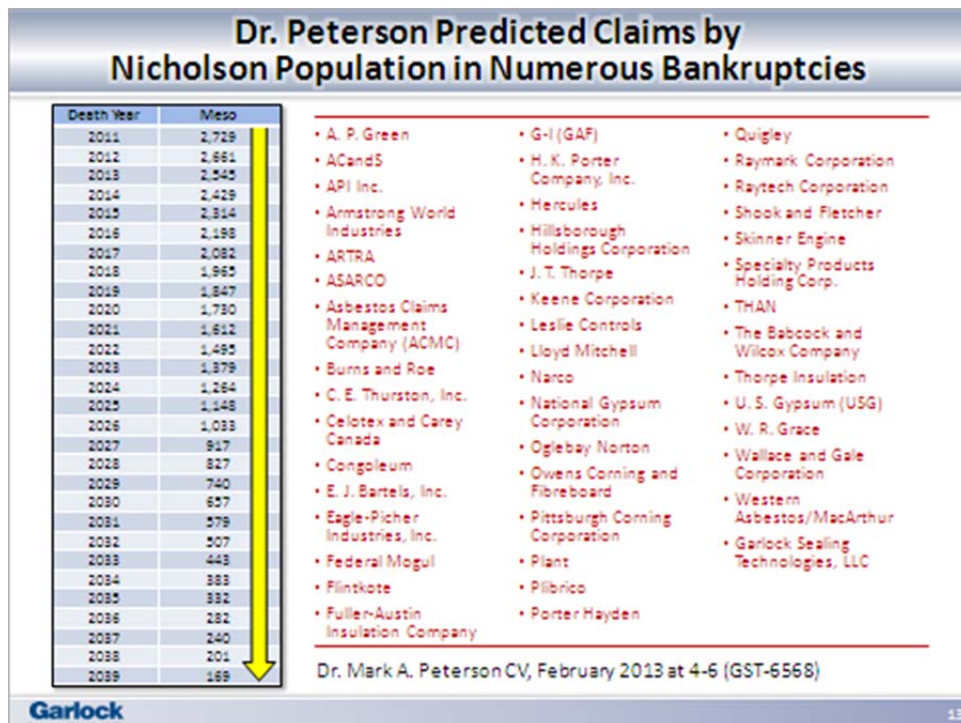 Dr. Peterson Predicted Claims by
Nicholson Population in Numerous Bankruptcies
Death Year Meso
2011 2,729
2012 2,661
2013 2,545
2014 2,429
2015 2,314
2016 2,198
2017 2,082
2018 1,965
2019 1,847
2020 1,730
2021 1,612
2022 1,495
2023 1,379
2024 1,264
2025 1,148
2026 1,033
2027 917
2028 827
2029 740
2030 657
2031 579
2032 507
2033 443
2034 383
2035 332
2036 282
2037 240
2038 201
2039 169
• A. P. Green
• ACandS
• API Inc.
• Armstrong World
Industries
• ARTRA
• ASARCO
• Asbestos Claims
Management
Company (ACMC)
• Burns and Roe
• C. E. Thurston, Inc.
• Celotex and Carey
Canada
• Congoleum
• E. J. Bartels, Inc.
• Eagle-Picher
Industries, Inc.
• Federal Mogul
• Flintkote
• Fuller-Austin
Insulation Company
• G-I (GAF)
• H. K. Porter
Company, Inc.
• Hercules
• Hillsborough
Holdings Corporation
• J. T. Thorpe
• Keene Corporation
• Leslie Controls
• Lloyd Mitchell
• Narco
• National Gypsum
Corporation
• Oglebay Norton
• Owens Corning and
Fibreboard
• Pittsburgh Corning
Corporation
• Plant
• Plibrico
• Porter Hayden
• Quigley
• Raymark Corporation
• Raytech Corporation
• Shook and Fletcher
• Skinner Engine
• Specialty Products
Holding Corp.
• THAN
• The Babcock and
Wilcox Company
• Thorpe Insulation
• U. S. Gypsum (USG)
• W. R. Grace
• Wallace and Gale
Corporation
• Western
Asbestos/MacArthur
• Garlock Sealing
Technologies, LLC
Dr. Mark A. Peterson CV, February 2013 at 4-6 (GST-6568)
Garlock